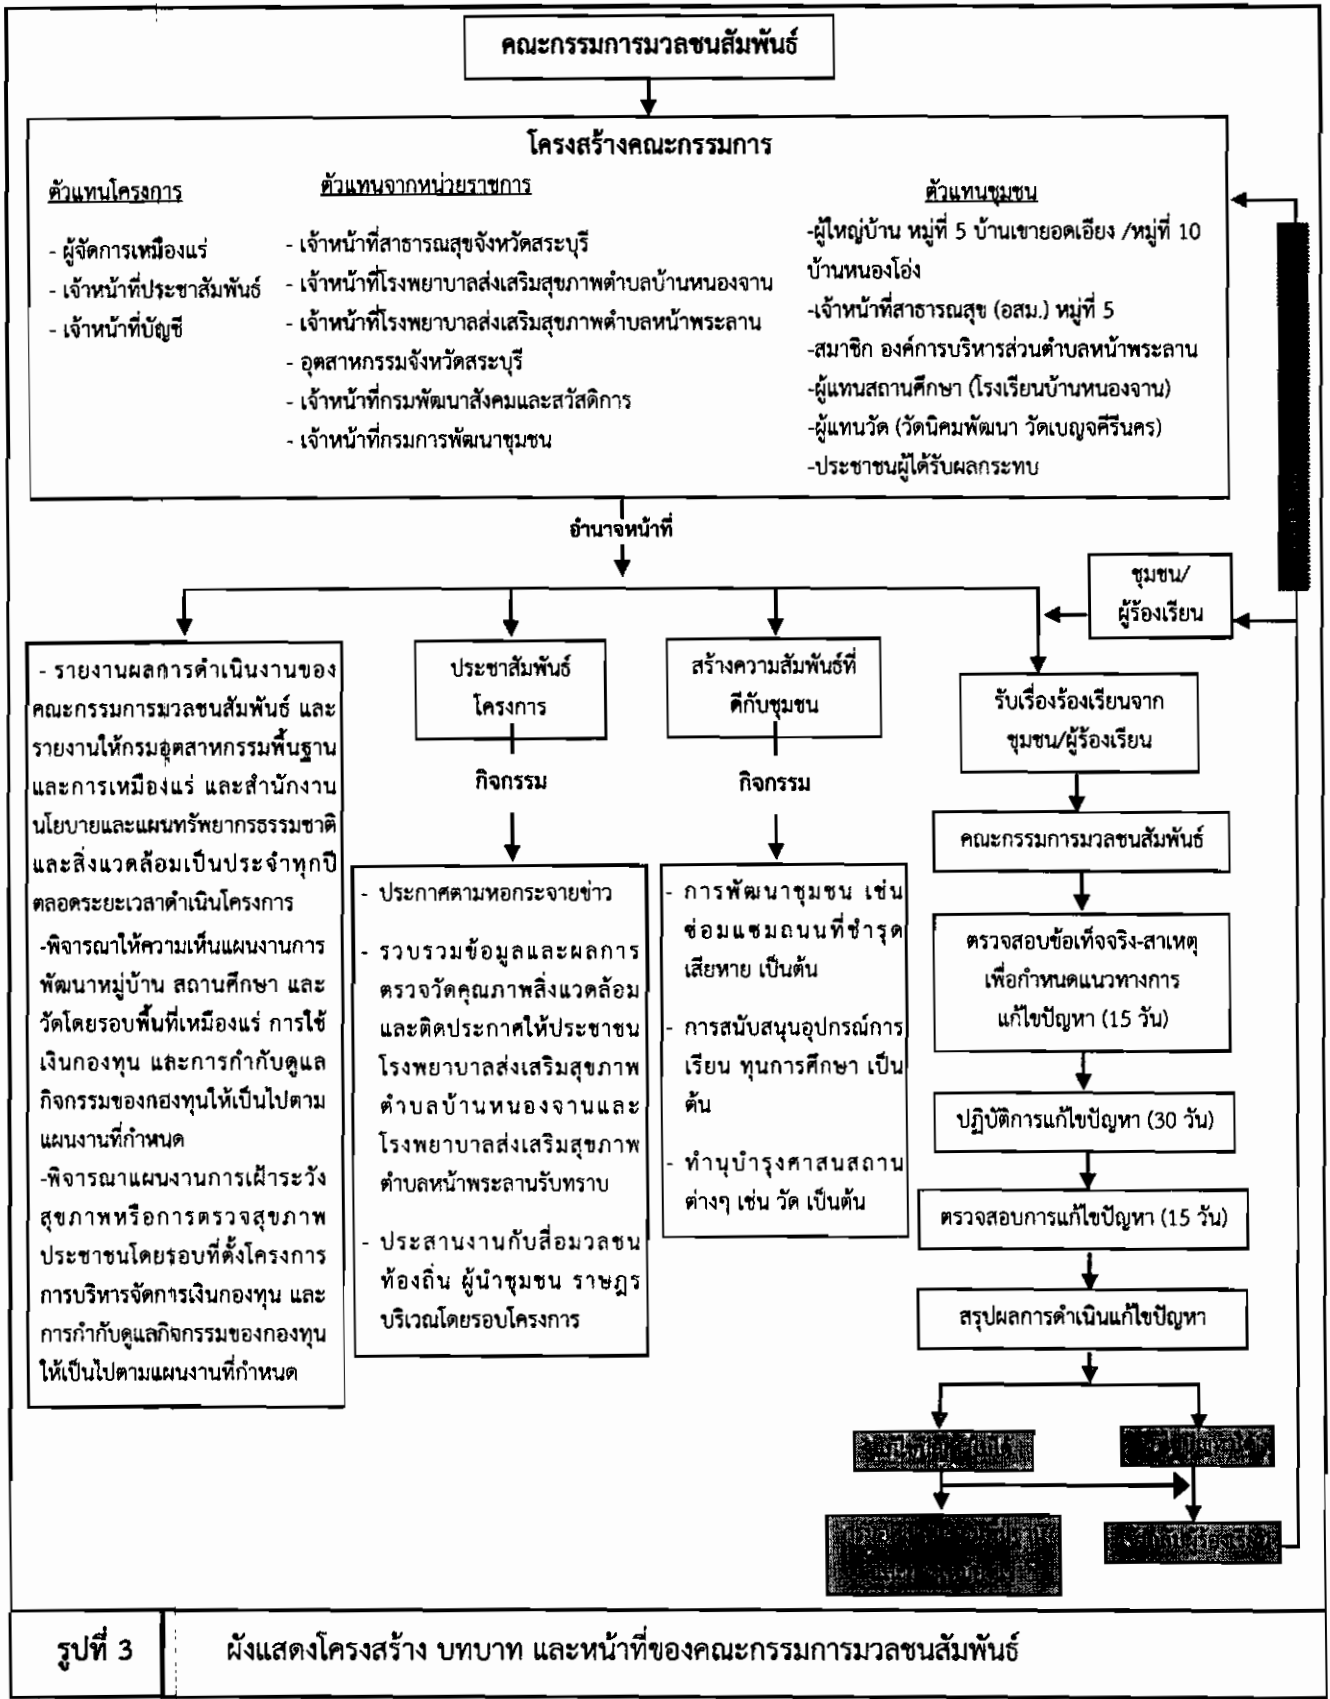 คณะกรรมการมวลชนสัมพันธ์
โครงสร้างคณะกรรมการ
ตัวแทนโครงการ
- ผู้จัดการเหมืองแร่
- เจ้าหน้าที่ประชาสัมพันธ์
- เจ้าหน้าที่บัญชี
ตัวแทนจากหน่วยราชการ
- เจ้าหน้าที่สาธารณสุขจังหวัดสระบุรี
- เจ้าหน้าที่โรงพยาบาลส่งเสริมสุขภาพตำบลบ้านหนองจาน
- เจ้าหน้าที่โรงพยาบาลส่งเสริมสุขภาพตำบลหน้าพระลาน
- อุตสาหกรรมจังหวัดสระบุรี
- เจ้าหน้าที่กรมพัฒนาสังคมและสวัสดิการ
- เจ้าหน้าที่กรมการพัฒนาชุมชน
ตัวแทนชุมชน
-ผู้ใหญ่บ้าน หมู่ที่ 5 บ้านเขายอดเอียง /หมู่ที่ 10
บ้านหนองโอ่ง
-เจ้าหน้าที่สาธารณสุข (อสม.) หมู่ที่ 5
-สมาชิก องค์การบริหารส่วนตำบลหน้าพระลาน
-ผู้แทนสถานศึกษา (โรงเรียนบ้านหนองจาน)
-ผู้แทนวัด (วัดนิคมพัฒนา วัดเบญจคีรีนคร)
-ประชาชนผู้ได้รับผลกระทบ
อำนาจหน้าที่
ชุมชน/
ผู้ร้องเรียน
- รายงานผลการดำเนินงานของ
คณะกรรมการมวลชนสัมพันธ์ และ
รายงานให้กรมอุตสาหกรรมพื้นฐาน
และการเหมืองแร่ และสำนักงาน
นโยบายและแผนทรัพยากรธรรมชาติ
และสิ่งแวดล้อมเป็นประจำทุกปี
ตลอดระยะเวลาดำเนินโครงการ
-พิจารณาให้ความเห็นแผนงานการ
พัฒนาหมู่บ้าน สถานศึกษา และ
วัดโดยรอบพื้นที่เหมืองแร่ การใช้
เงินกองทุน และการกำกับดูแล
กิจกรรมของกองทุนให้เป็นไปตาม
แผนงานที่กำหนด
-พิจารณาแผนงานการเฝ้าระวัง
สุขภาพหรือการตรวจสุขภาพ
ประชาชนโดยรอบที่ตั้งโครงการ
การบริหารจัดการเงินกองทุน และ
การกำกับดูแลกิจกรรมของกองทุน
ให้เป็นไปตามแผนงานที่กำหนด
ประชาสัมพันธ์
โครงการ
กิจกรรม
- ประกาศตามหอกระจายข่าว
- รวบรวมข้อมูลและผลการ
ตรวจวัดคุณภาพสิ่งแวดล้อม
และติดประกาศให้ประชาชน
โรงพยาบาลส่งเสริมสุขภาพ
ตำบลบ้านหนองจานและ
โรงพยาบาลส่งเสริมสุขภาพ
ตำบลหน้าพระลานรับทราบ
- ประสานงานกับสื่อมวลชน
ท้องถิ่น ผู้นำชุมชน ราษฎร
บริเวณโดยรอบโครงการ
สร้างความสัมพันธ์ที่
ดีกับชุมชน
กิจกรรม
- การพัฒนาชุมชน เช่น
ซ่อมแซมถนนที่ชำรุด
เสียหาย เป็นต้น
- การสนับสนุนอุปกรณ์การ
เรียน ทุนการศึกษา เป็น
ต้น
- ทำนุบำรุงศาสนสถาน
ต่างๆ เช่น วัด เป็นต้น
รับเรื่องร้องเรียนจาก
ชุมชน/ผู้ร้องเรียน
คณะกรรมการมวลชนสัมพันธ์
ตรวจสอบข้อเท็จจริง-สาเหตุ
เพื่อกำหนดแนวทางการ
แก้ไขปัญหา (15 วัน)
ปฏิบัติการแก้ไขปัญหา (30 วัน)
ตรวจสอบการแก้ไขปัญหา (15 วัน)
สรุปผลการดำเนินแก้ไขปัญหา
รูปที่ 3
ผังแสดงโครงสร้าง บทบาท และหน้าที่ของคณะกรรมการมวลชนสัมพันธ์